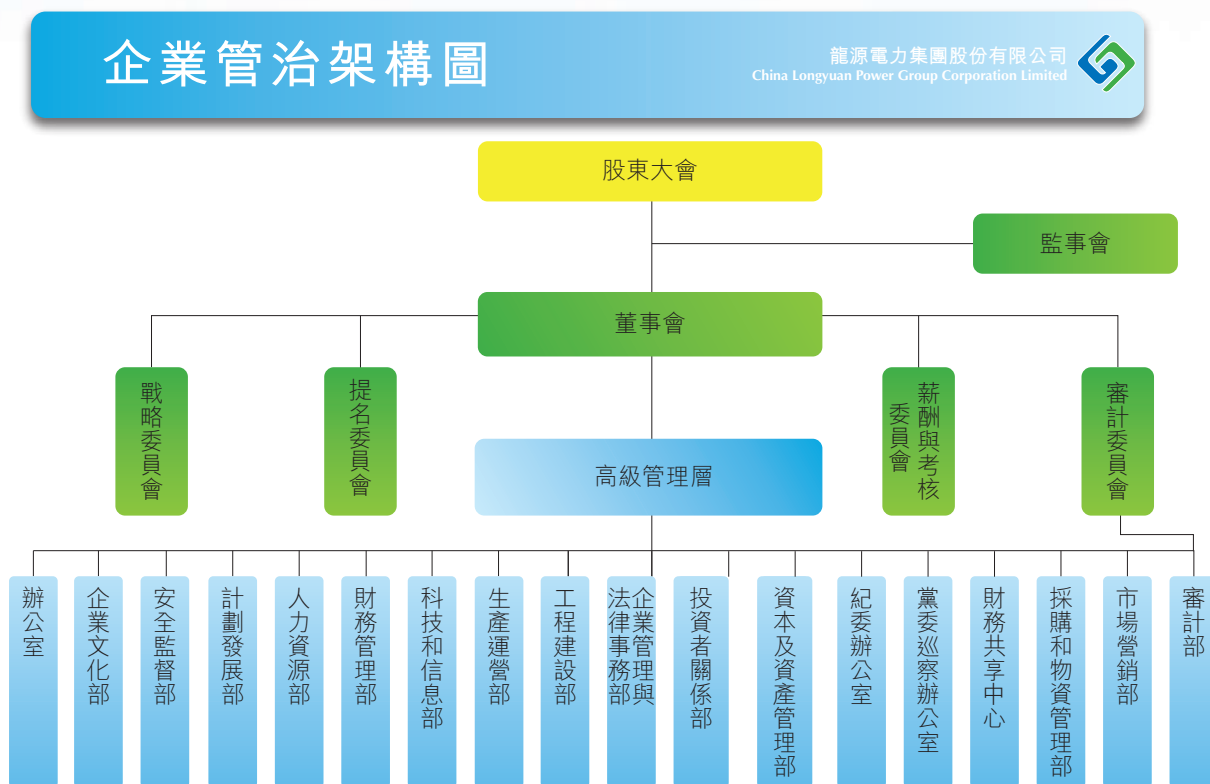 企業管治架構圖
龍源電力集團股份有限公司
China Longyuan Power Group Corporation Limited
股東大會
監事會
董事會
戰略委員會
提名委員會
薪酬與考核
委員會
審計委員會
高級管理層
辦公室
企業文化部
安全監督部
計劃發展部
人力資源部
財務管理部
科技和信息部
生產運營部
工程建設部
企業管理與
法律事務部
投資者關係部
資本及資產管理部
紀委辦公室
黨委巡察辦公室
財務共享中心
採購和物資管理部
市場營銷部
審計部